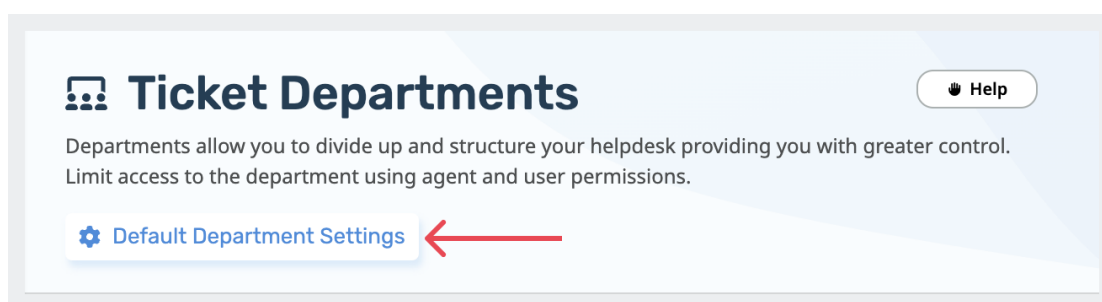 Ticket Departments
Help
Departments allow you to divide up and structure your helpdesk providing you with greater control.
Limit access to the department using agent and user permissions.
Default Department Settings